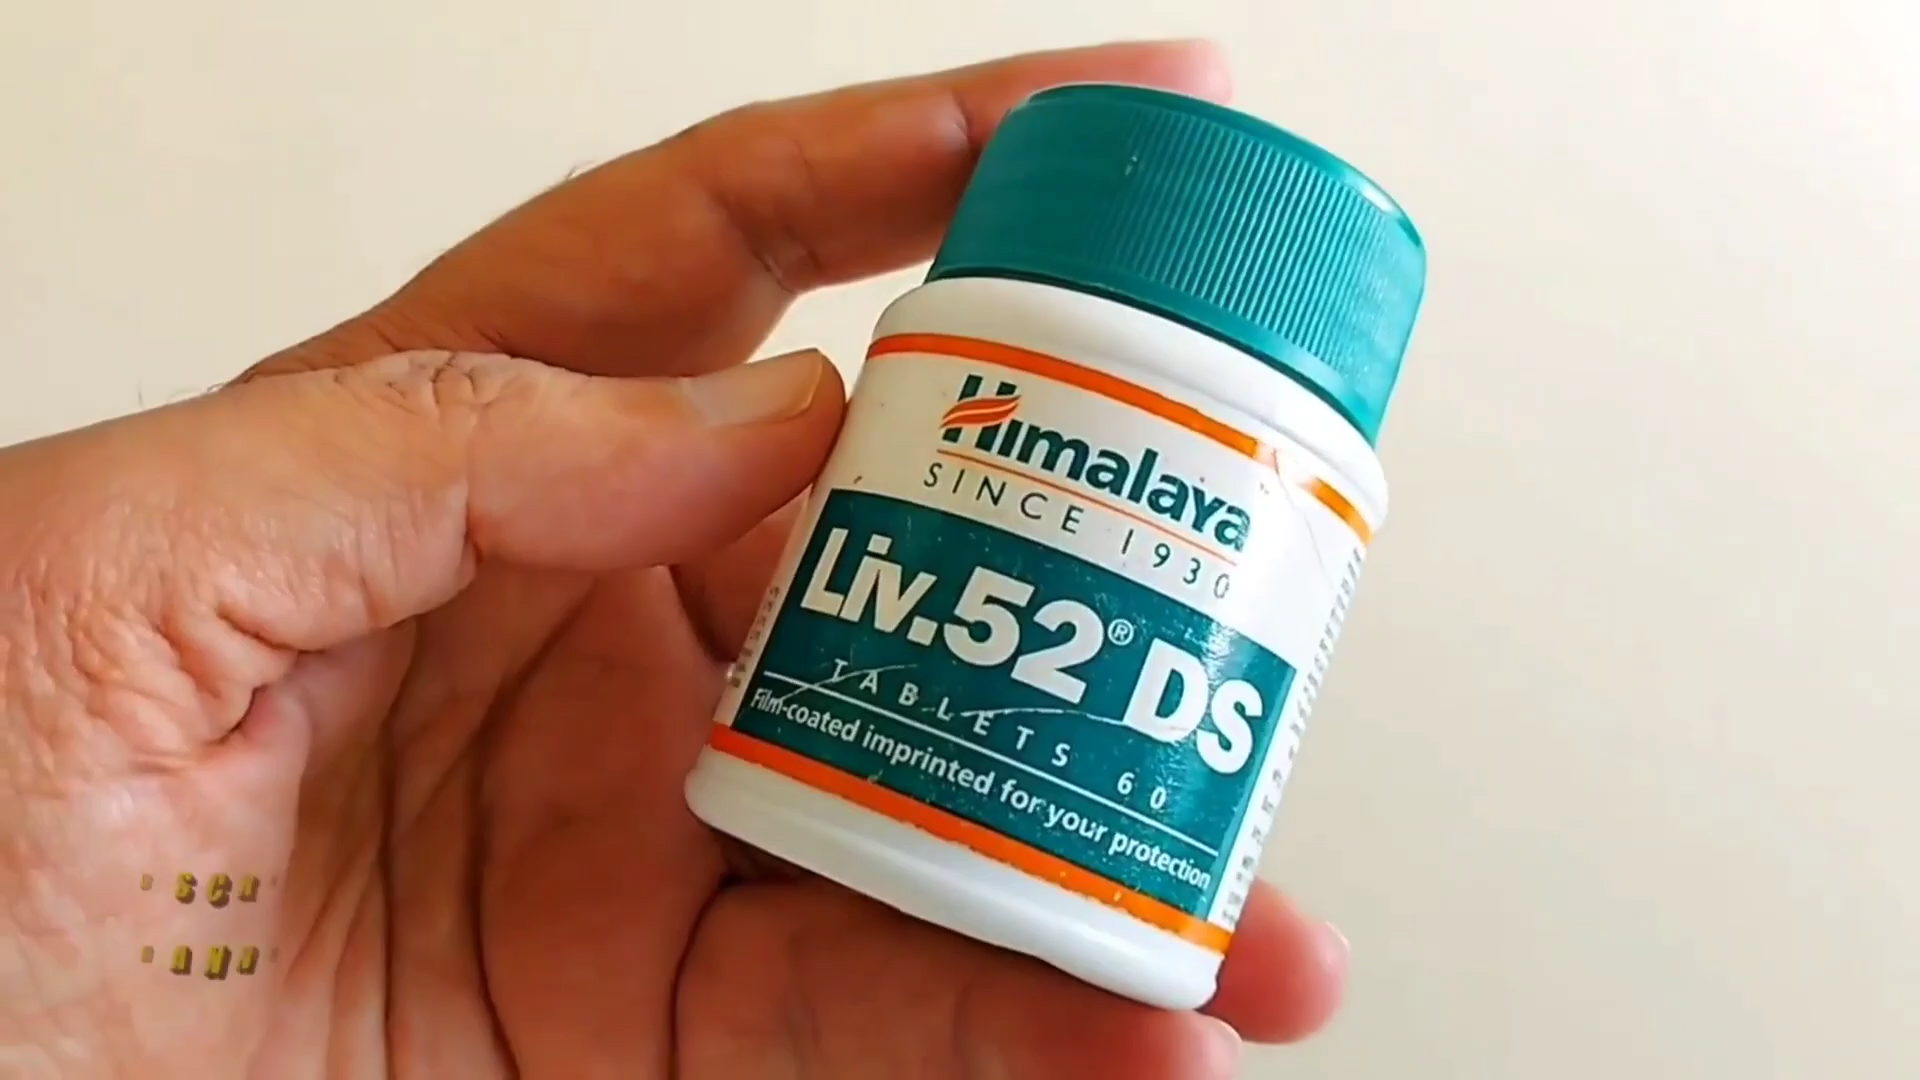 Himalaya
SINCE 1930
Liv.52® DS
TABLETS 60
Film-coated imprinted for your protection